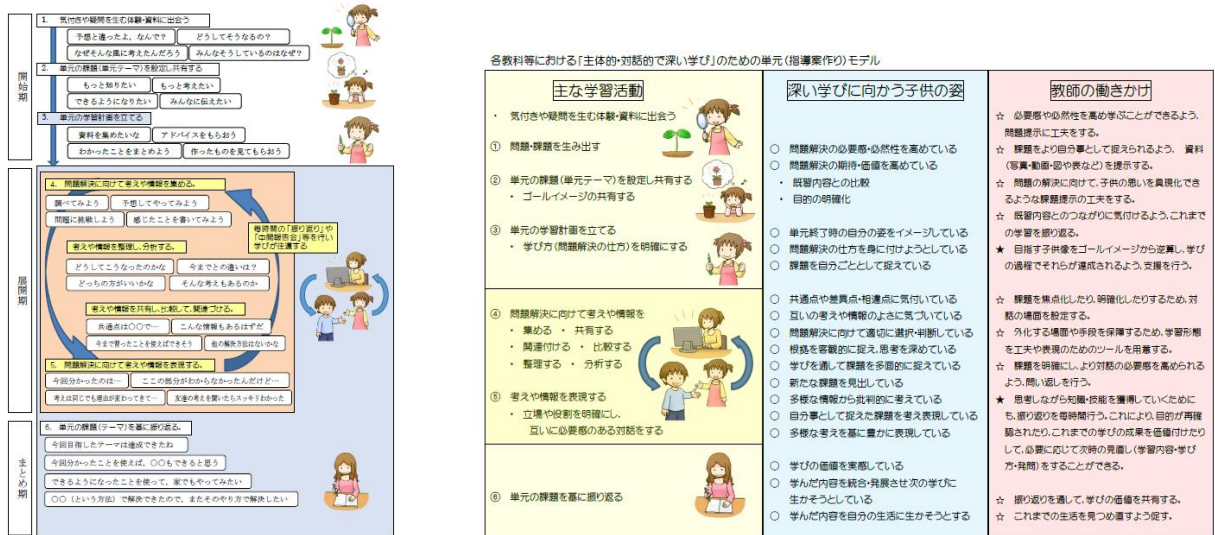 開始期
1. 気付きや疑問を生む体験・資料に出会う
予想と違ったよ、なんで？
どうしてそうなるの？
なぜそんな風に考えたんだろう
みんなそうしているのはなぜ？
2. 単元の課題(単元テーマ)を設定し共有する
もっと知りたい
もっと考えたい
できるようになりたい
みんなに伝えたい
3. 単元の学習計画を立てる
資料を集めたいな
アドバイスをもらおう
わかったことをまとめよう
作ったものを見てもらおう
展開期
4. 問題解決に向けて考えや情報を集める。
調べてみよう
予想してやってみよう
問題に挑戦しよう
感じたことを書いてみよう
毎時間の「振り返り」や
「中間報告会」等を行い
学びが往還する
考えや情報を整理し、分析する。
どうしてこうなったのかな
今までとの違いは？
どっちの方がいいかな
そんな考えもあるのか
考えや情報を共有し、比較して、関連づける。
共通点は〇〇で…
こんな情報もあるはずだ
今まで習ったことを使えばできそう
他の解決方法はないかな
5. 問題解決に向けて考えや情報を表現する。
今回分かったのは…
ここの部分がわからなかったんだけど…
考えは同じでも理由が変わってきて…
友達の考えを聞いたらスッキリわかった
まとめ期
6. 単元の課題(テーマ)を基に振り返る。
今回目指したテーマは達成できたね
今回分かったことを使えば、〇〇もできると思う
できるようになったことを使って、家でもやってみたい
〇〇（という方法）で解決できたので、またそのやり方で解決したい
各教科等における「主体的・対話的で深い学び」のための単元（指導案作り）モデル
主な学習活動
・ 気付きや疑問を生む体験・資料に出会う
① 問題・課題を生み出す
② 単元の課題(単元テーマ)を設定し共有する
・ ゴールイメージの共有する
③ 単元の学習計画を立てる
・ 学び方(問題解決の仕方)を明確にする
④ 問題解決に向けて考えや情報を
・ 集める ・ 共有する
・ 関連付ける ・ 比較する
・ 整理する ・ 分析する
⑤ 考えや情報を表現する
・ 立場や役割を明確にし、
互いに必要感のある対話をする
⑥ 単元の課題を基に振り返る
深い学びに向かう子供の姿
〇 問題解決の必要感・必然性を高めている
〇 問題解決の期待・価値を高めている
・ 既習内容との比較
・ 目的の明確化
〇 単元終了時の自分の姿をイメージしている
〇 問題解決の仕方を身に付けようとしている
〇 課題を自分ごととして捉えている
〇 共通点や差異点・相違点に気付いている
〇 互いの考えや情報のよさに気づいている
〇 問題解決に向けて適切に選択・判断している
〇 根拠を客観的に捉え、思考を深めている
〇 学びを通して課題を多面的に捉えている
〇 新たな課題を見出している
〇 多様な情報から批判的に考えている
〇 自分事として捉えた課題を考え表現している
〇 多様な考えを基に豊かに表現している
〇 学びの価値を実感している
〇 学んだ内容を統合・発展させ次の学びに
生かそうとしている
〇 学んだ内容を自分の生活に生かそうとする
教師の働きかけ
☆ 必要感や必然性を高め学ぶことができるよう、
問題提示に工夫をする。
☆ 課題をより自分事として捉えられるよう、 資料
(写真・動画・図や表など)を提示する。
☆ 問題の解決に向けて、子供の思いを具現化でき
るような課題提示の工夫をする。
☆ 既習内容とのつながりに気付けるよう、これまで
の学習を振り返る。
★ 目指す子供像をゴールイメージから逆算し、学び
の過程でそれらが達成されるよう、支援を行う。
☆ 課題を焦点化したり、明確化したりするため、対
話の場面を設定する。
☆ 外化する場面や手段を保障するため、学習形態
を工夫や表現のためのツールを用意する。
☆ 課題を明確にし、より対話の必要感を高められる
よう、問い返しを行う。
★ 思考しながら知識・技能を獲得していくために
も、振り返りを毎時間行う。これにより、目的が再確
認されたり、これまでの学びの成果を価値付けたり
して、必要に応じて次時の見直し(学習内容・学び
方・発問)をすることができる。
☆ 振り返りを通して、学びの価値を共有する。
☆ これまでの生活を見つめ直すよう促す。